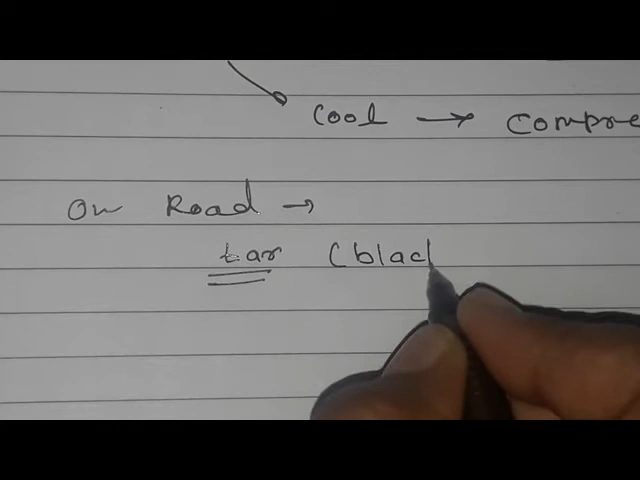 Cool → Compre
On Road →
tar (blac